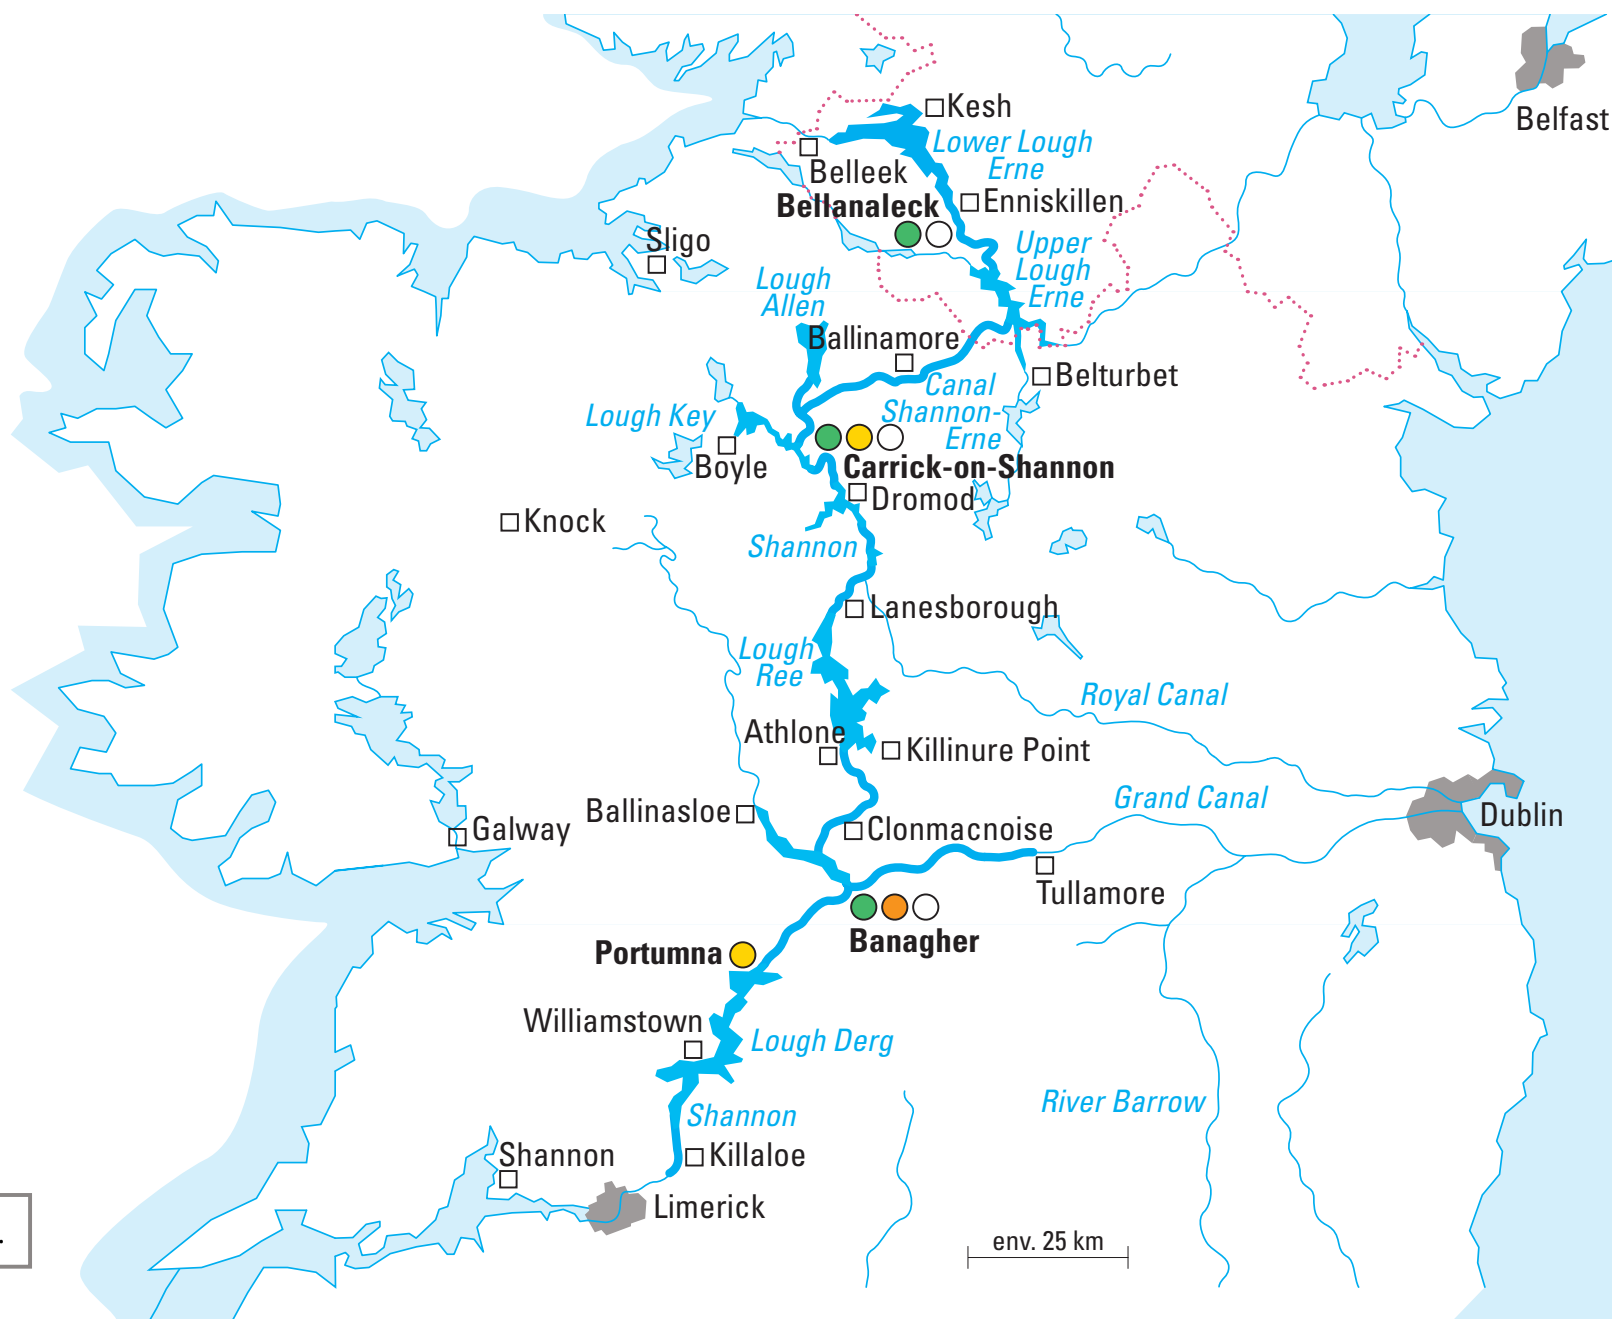 Kesh
Belfast
Lower Lough
Erne
Belleek
Bellanaleck
Enniskillen
Sligo
Upper
Lough
Erne
Lough
Allen
Ballinamore
Belturbet
Canal
Shannon-
Erne
Lough Key
Boyle
Carrick-on-Shannon
Dromod
Knock
Shannon
Lanesborough
Lough
Ree
Royal Canal
Athlone
Killinure Point
Grand Canal
Ballinasloe
Galway
Clonmacnoise
Dublin
Tullamore
Banagher
Portumna
Williamstown
Lough Derg
River Barrow
Shannon
Shannon
Killaloe
Limerick
env. 25 km